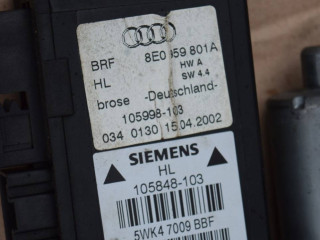 BRF 8E0 959 801A
HL HW A
SW 4.4
brose -Deutschland-
105998-103
034 0130 15.04.2002
SIEMENS
HL
105848-103
5WK4 7009 BBF